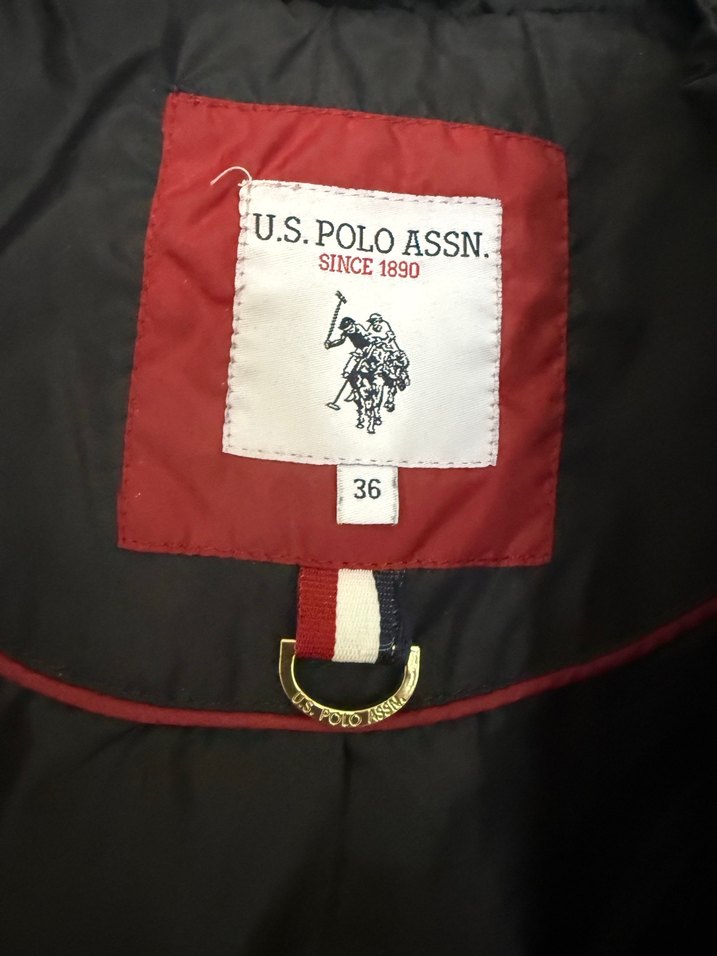 U.S. POLO ASSN.
SINCE 1890
36
U.S. POLO ASSN.